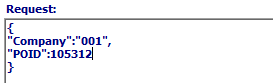 Request:
{
"Company":"001",
"POID":105312
}